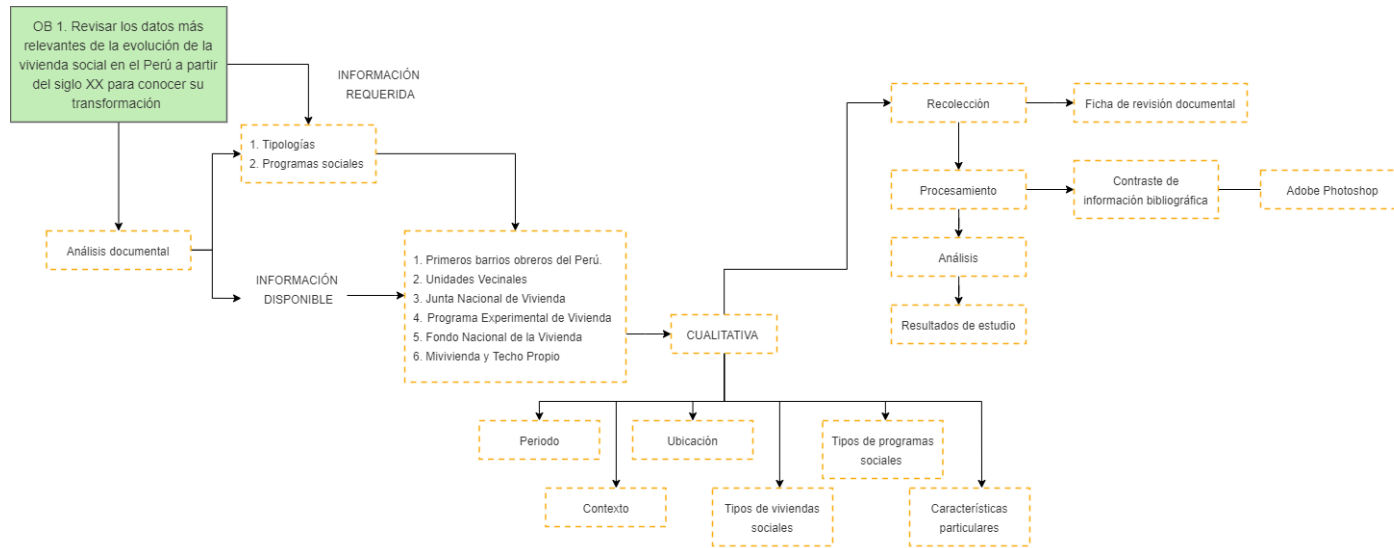 OB 1. Revisar los datos más
relevantes de la evolución de la
vivienda social en el Perú a partir
del siglo XX para conocer su
transformación
INFORMACIÓN
REQUERIDA
1. Tipologías
2. Programas sociales
Análisis documental
INFORMACIÓN
DISPONIBLE
1. Primeros barrios obreros del Perú.
2. Unidades Vecinales
3. Junta Nacional de Vivienda
4. Programa Experimental de Vivienda
5. Fondo Nacional de la Vivienda
6. Mivivienda y Techo Propio
CUALITATIVA
Recolección
Ficha de revisión documental
Procesamiento
Contraste de
información bibliográfica
Adobe Photoshop
Análisis
Resultados de estudio
Periodo
Ubicación
Tipos de programas
sociales
Contexto
Tipos de viviendas
sociales
Características
particulares